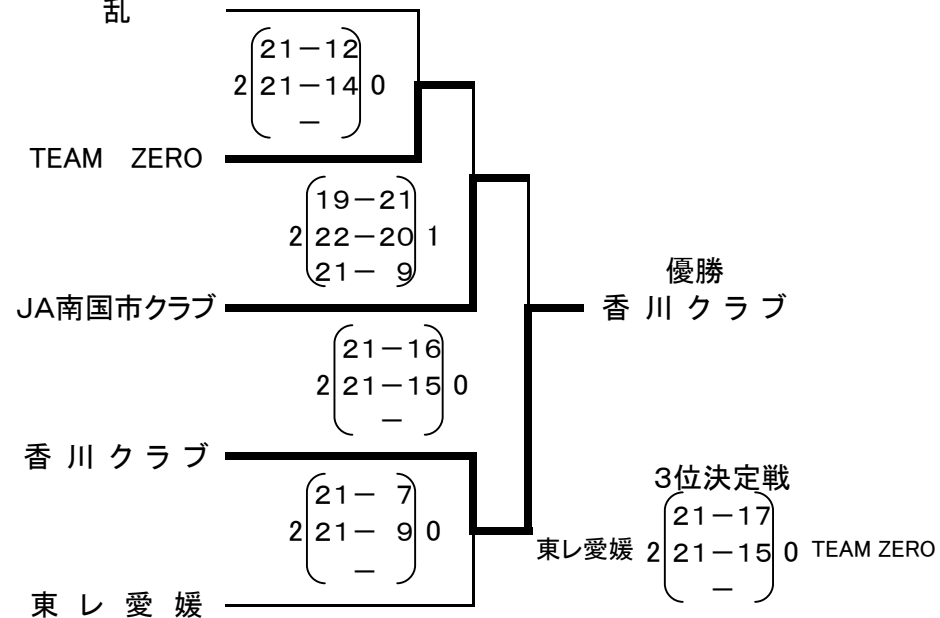 乱
21－12
2 21－14 0
－
TEAM ZERO
19－21
2 22－20 1
21－ 9
JA南国市クラブ
優勝
香川クラブ
21－16
2 21－15 0
－
香川クラブ
21－ 7
2 21－ 9 0
－
東レ愛媛
3位決定戦
21－17
東レ愛媛 2 21－15 0 TEAM ZERO
－